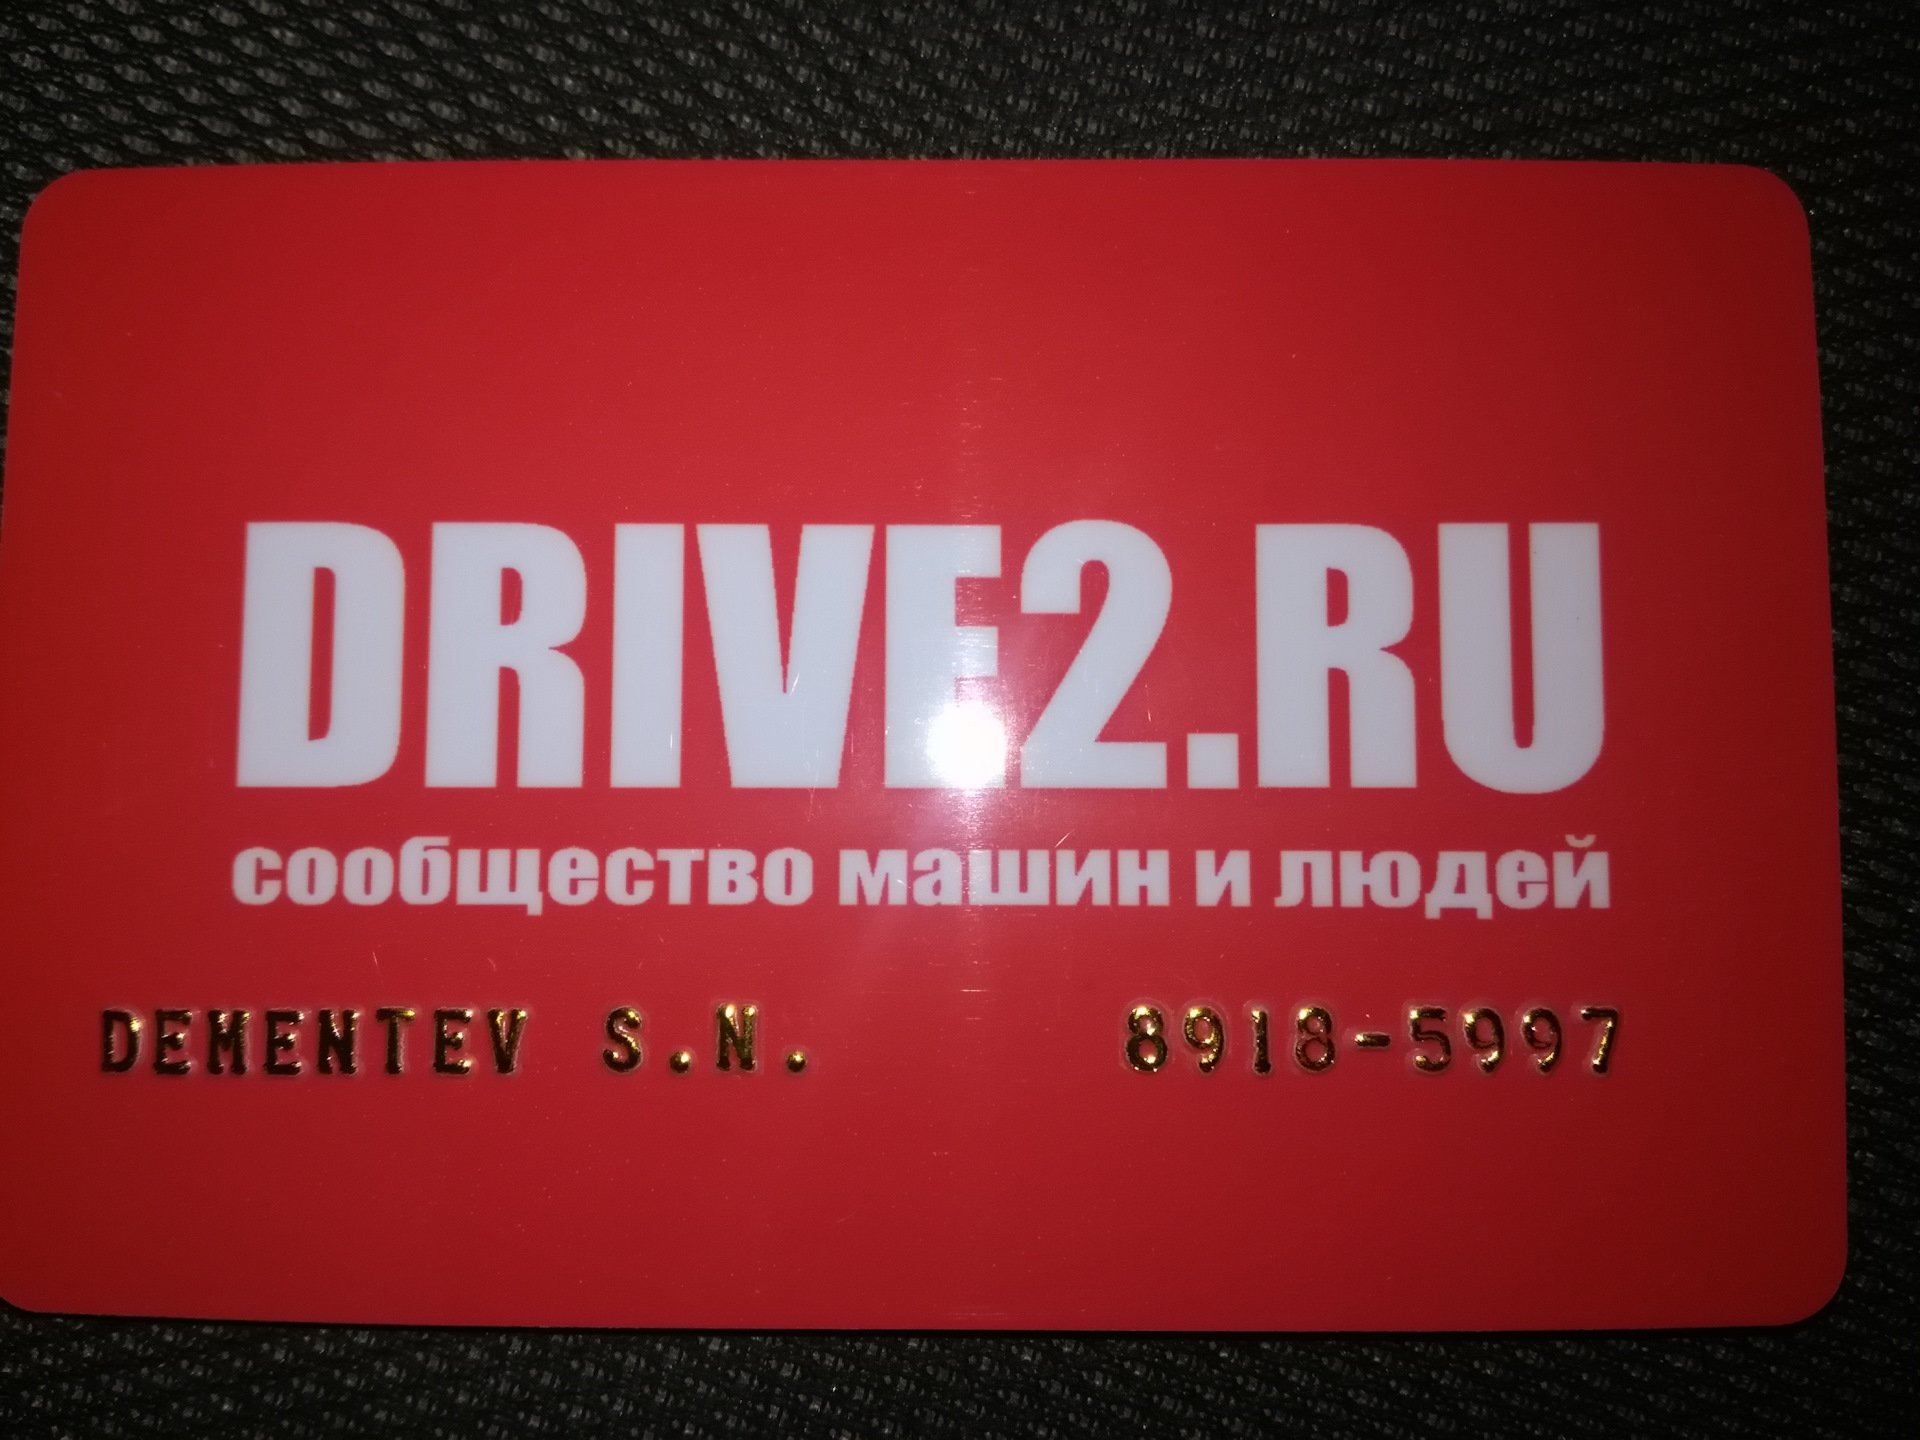 DRIVE2.RU
сообщество машин и людей
DEMENTEV S.N. 8918-5997